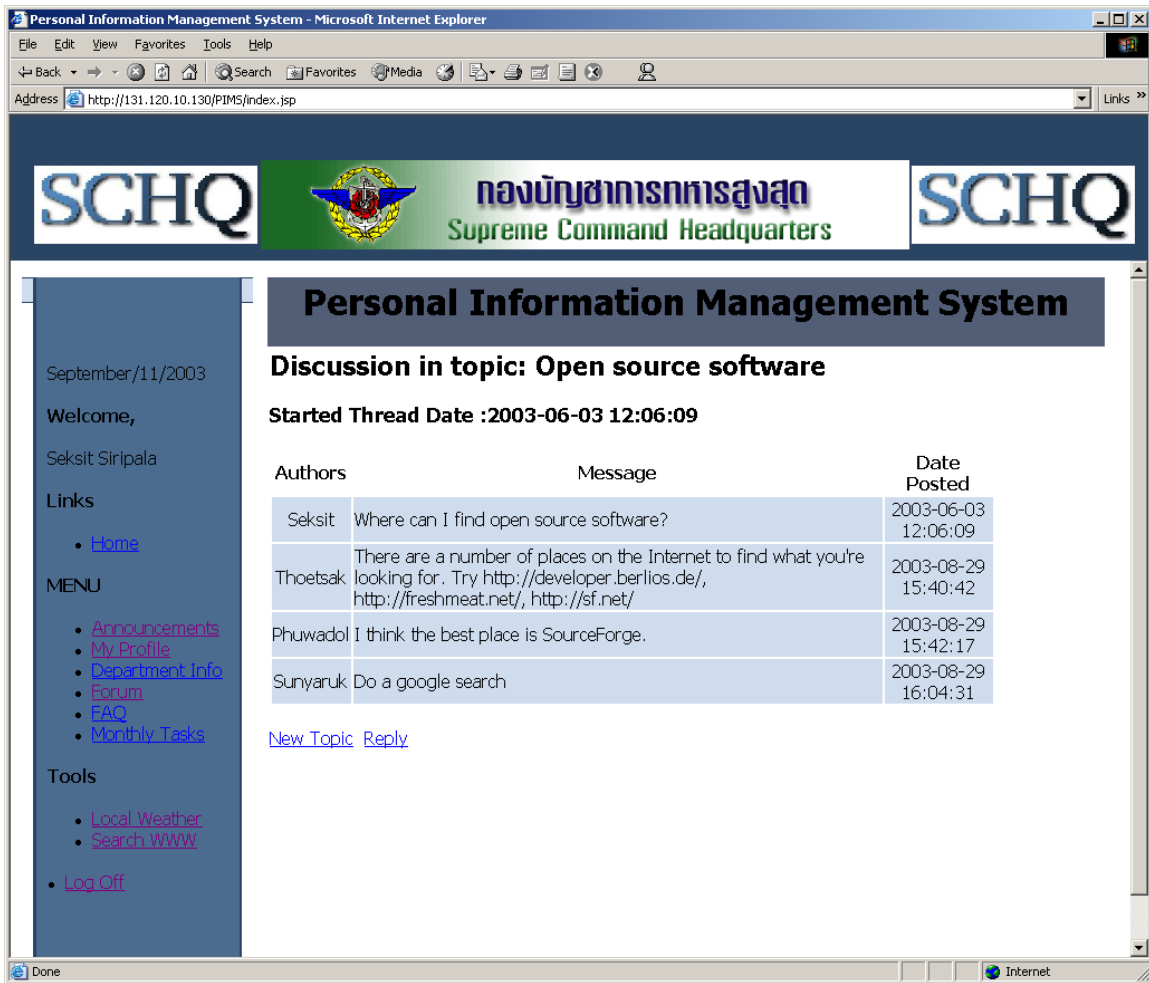 Personal Information Management System - Microsoft Internet Explorer
File Edit View Favorites Tools Help
Back Search Favorites Media
Address http://131.120.10.130/PIMS/index.jsp Links »
SCHQ
กองบัญชาการทหารสูงสุด
Supreme Command Headquarters
SCHQ
September/11/2003
Welcome,
Seksit Siripala
Links
Home
MENU
Announcements
My Profile
Department Info
Forum
FAQ
Monthly Tasks
Tools
Local Weather
Search WWW
Log Off
Personal Information Management System
Discussion in topic: Open source software
Started Thread Date :2003-06-03 12:06:09
Authors Message Date
Posted
Seksit Where can I find open source software? 2003-06-03
12:06:09
There are a number of places on the Internet to find what you're
Thoetsak looking for. Try http://developer.berlios.de/, 2003-08-29
http://freshmeat.net/, http://sf.net/ 15:40:42
Phuwadol I think the best place is SourceForge. 2003-08-29
15:42:17
Sunyaruk Do a google search 2003-08-29
16:04:31
New Topic Reply
Done Internet